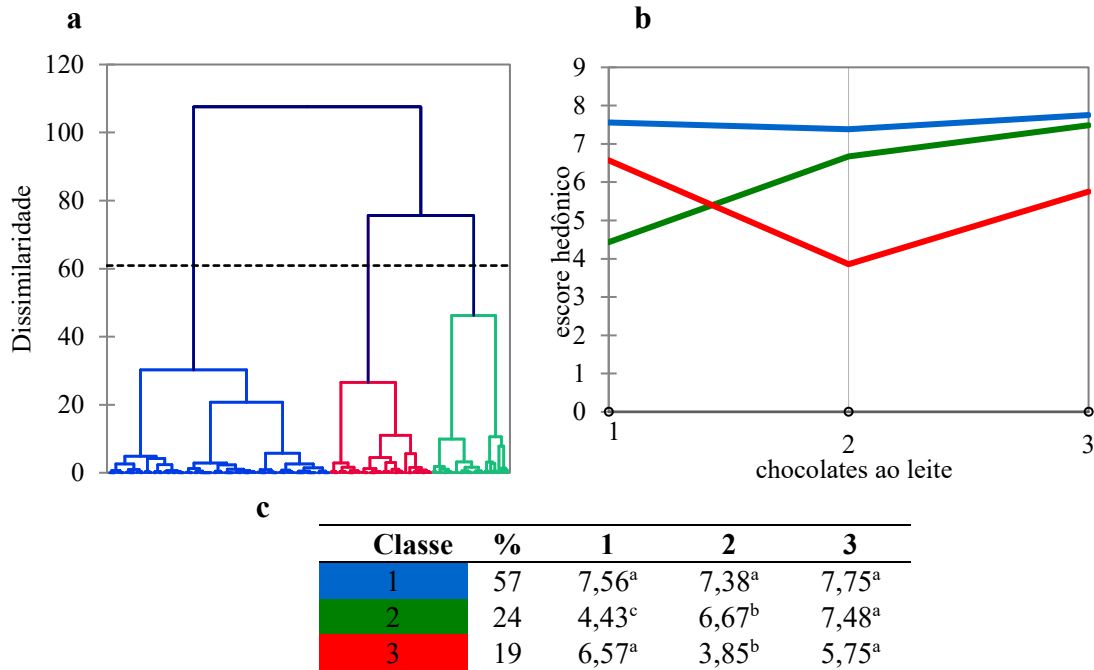 a
b
Dissimilaridade
120
100
80
60
40
20
0
escore hedônico
9
8
7
6
5
4
3
2
1
0
1
2
3
chocolates ao leite
c
Classe % 1 2 3
1 57 7,56ᵃ 7,38ᵃ 7,75ᵃ
2 24 4,43ᶜ 6,67ᵇ 7,48ᵃ
3 19 6,57ᵃ 3,85ᵇ 5,75ᵃ